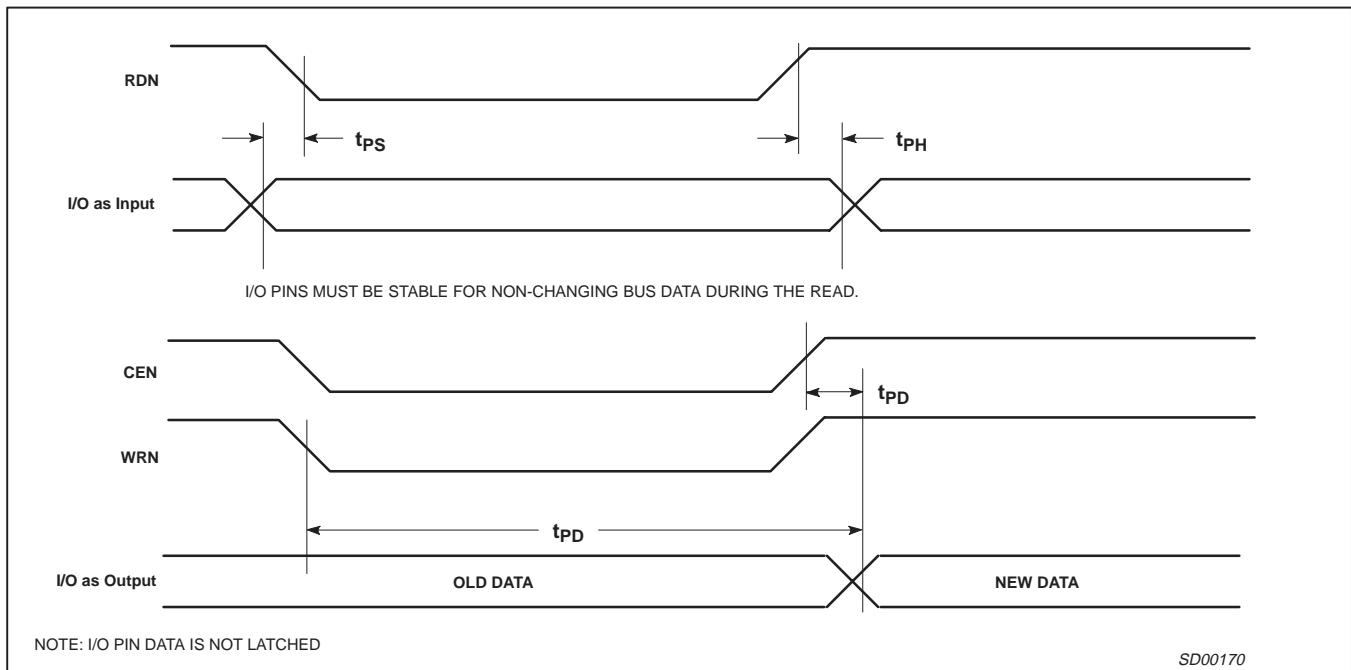 RDN
tPS
tPH
I/O as Input
I/O PINS MUST BE STABLE FOR NON-CHANGING BUS DATA DURING THE READ.
CEN
tPD
WRN
tPD
I/O as Output
OLD DATA
NEW DATA
NOTE: I/O PIN DATA IS NOT LATCHED
SD00170